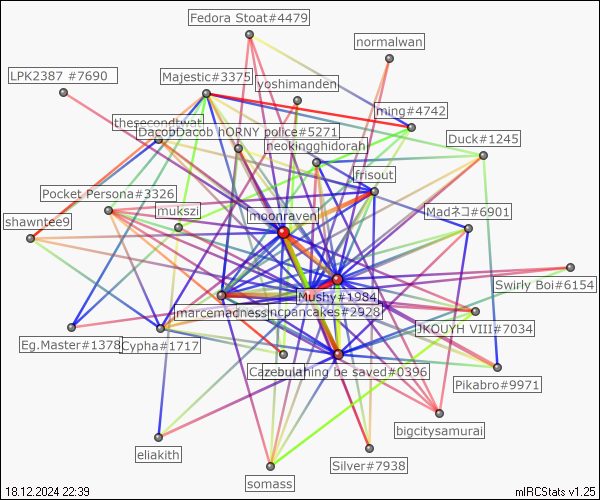 Fedora Stoat#4479
normalwan
LPK2387 #7690
Majestic#3375
yoshimanden
ming#4742
thesecondtwat
DacobDacob hORNY police#5271
Duck#1245
neokingghidorah
frisout
Pocket Persona#3326
mukszi
moonraven
Madネコ#6901
shawntee9
Swirly Boi#6154
Mushy#1984
marcemadness
ncpancakes#2928
JKOUYH VIII#7034
Eg.Master#1378
Cypha#1717
Cazebula
hing be saved#0396
Pikabro#9971
bigcitysamurai
eliakith
Silver#7938
somass
18.12.2024 22:39
mIRCStats v1.25